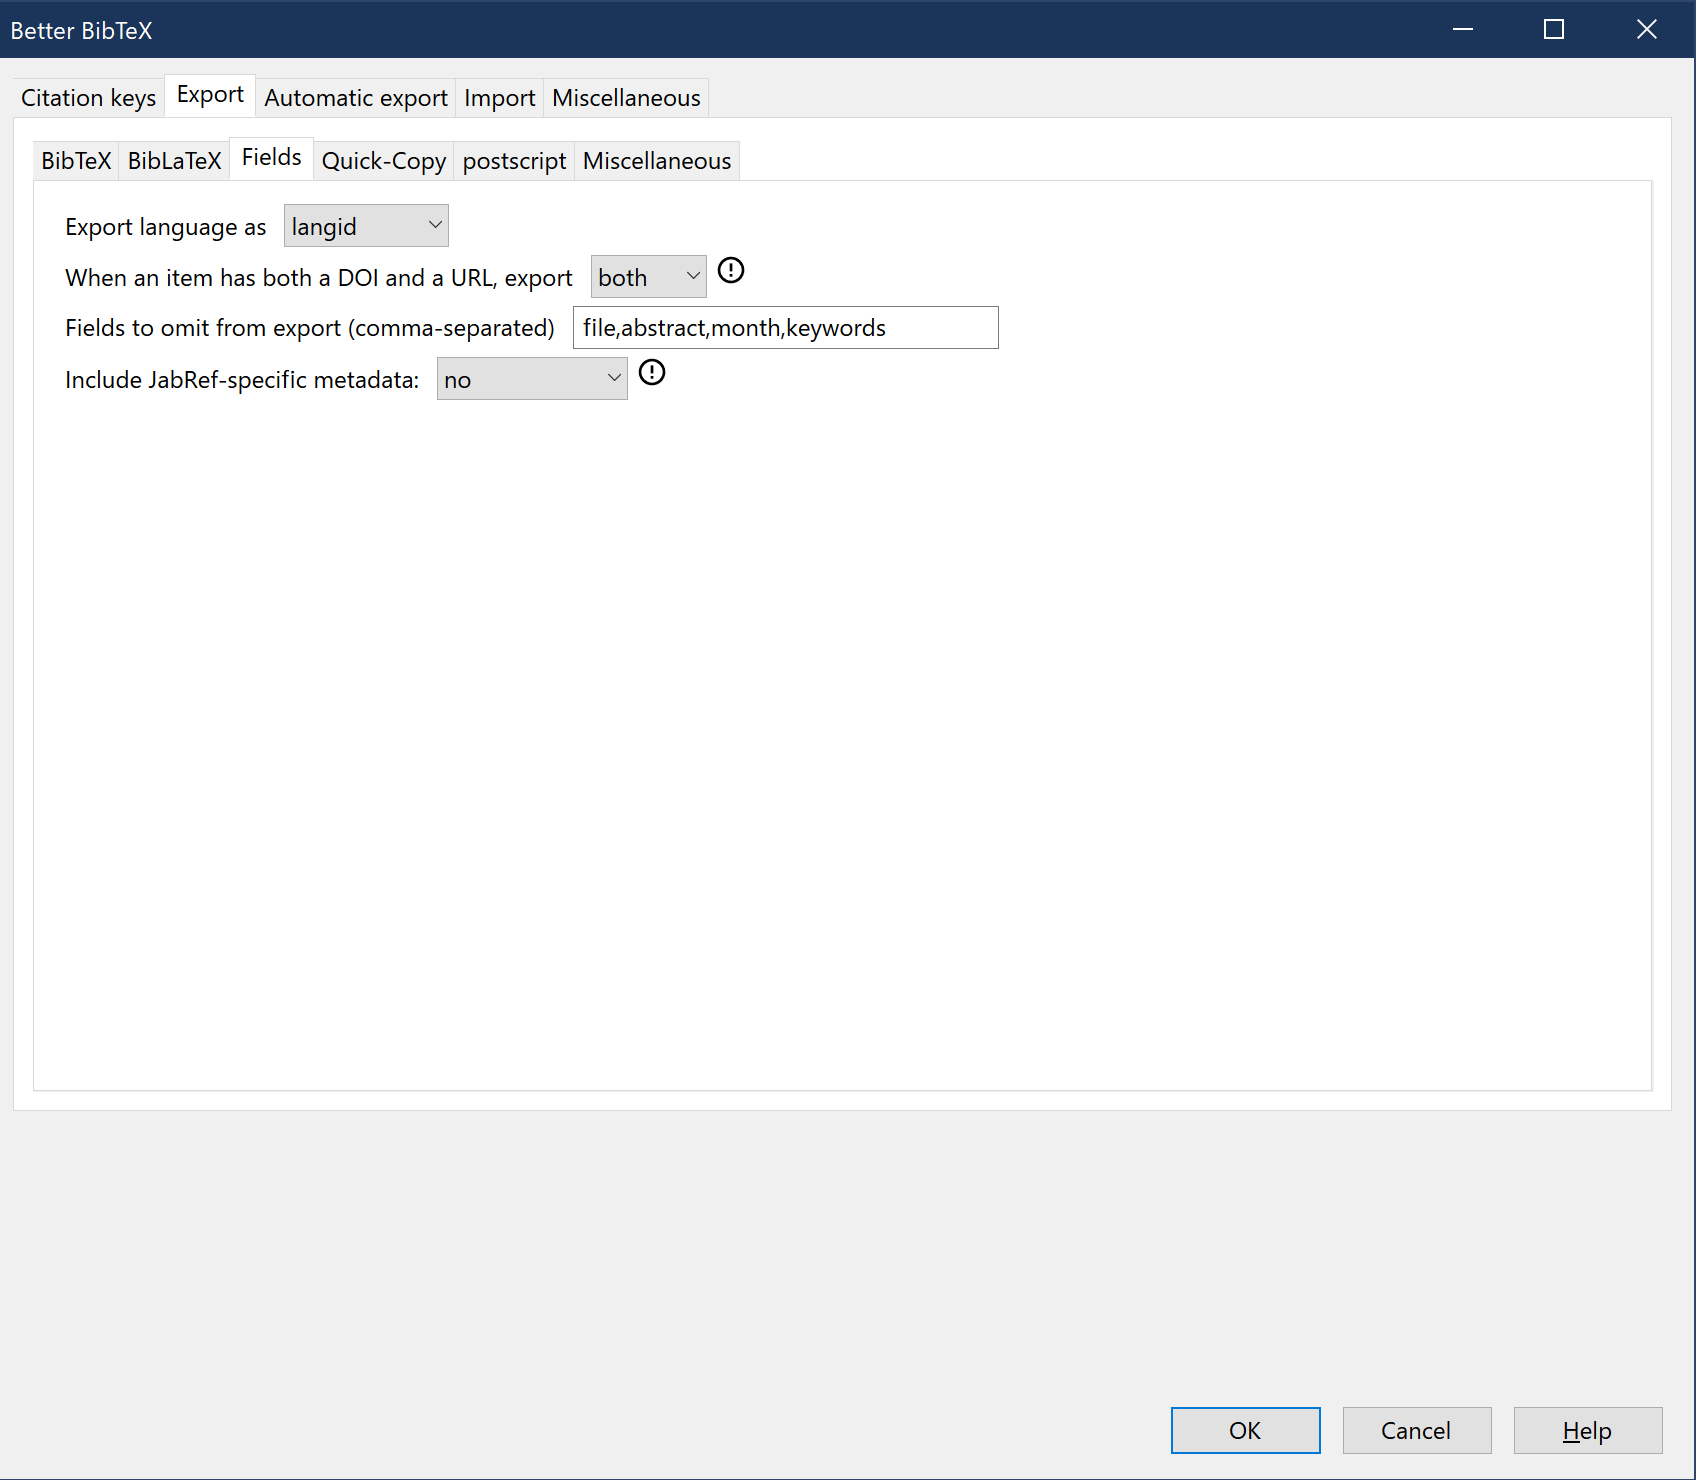 Better BibTeX
Citation keys Export Automatic export Import Miscellaneous
BibTeX BibLaTeX Fields Quick-Copy postscript Miscellaneous
Export language as langid
When an item has both a DOI and a URL, export both
Fields to omit from export (comma-separated) file,abstract,month,keywords
Include JabRef-specific metadata: no
OK Cancel Help